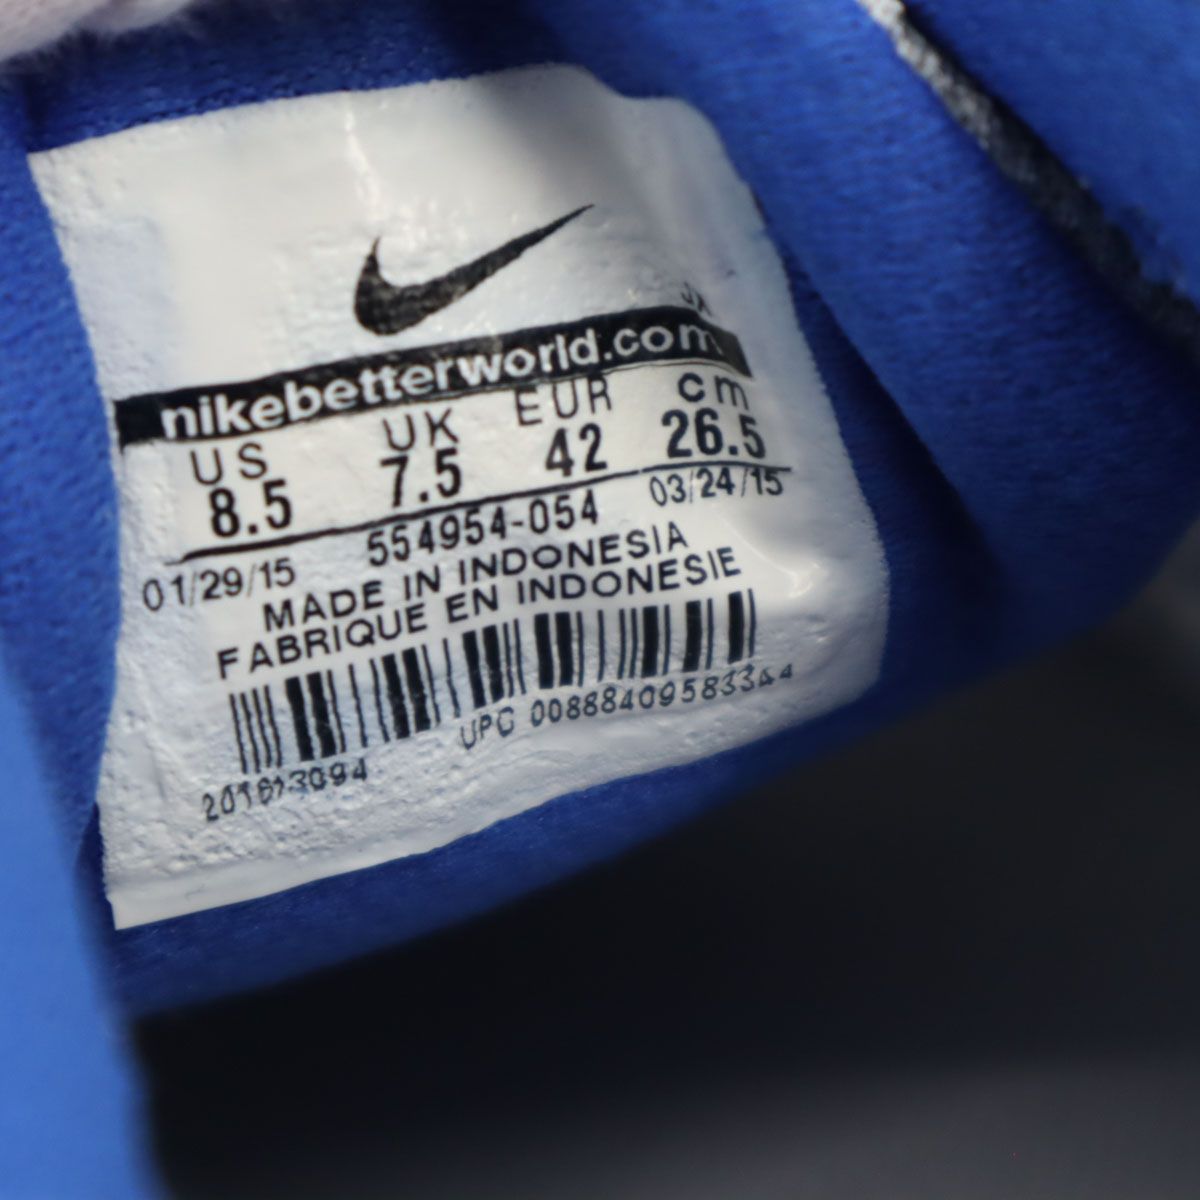 JX
nikebetterworld.com
US UK EUR cm
8.5 7.5 42 26.5
01/29/15 554954-054 03/24/15
MADE IN INDONESIA
FABRIQUE EN INDONESIE
UPC